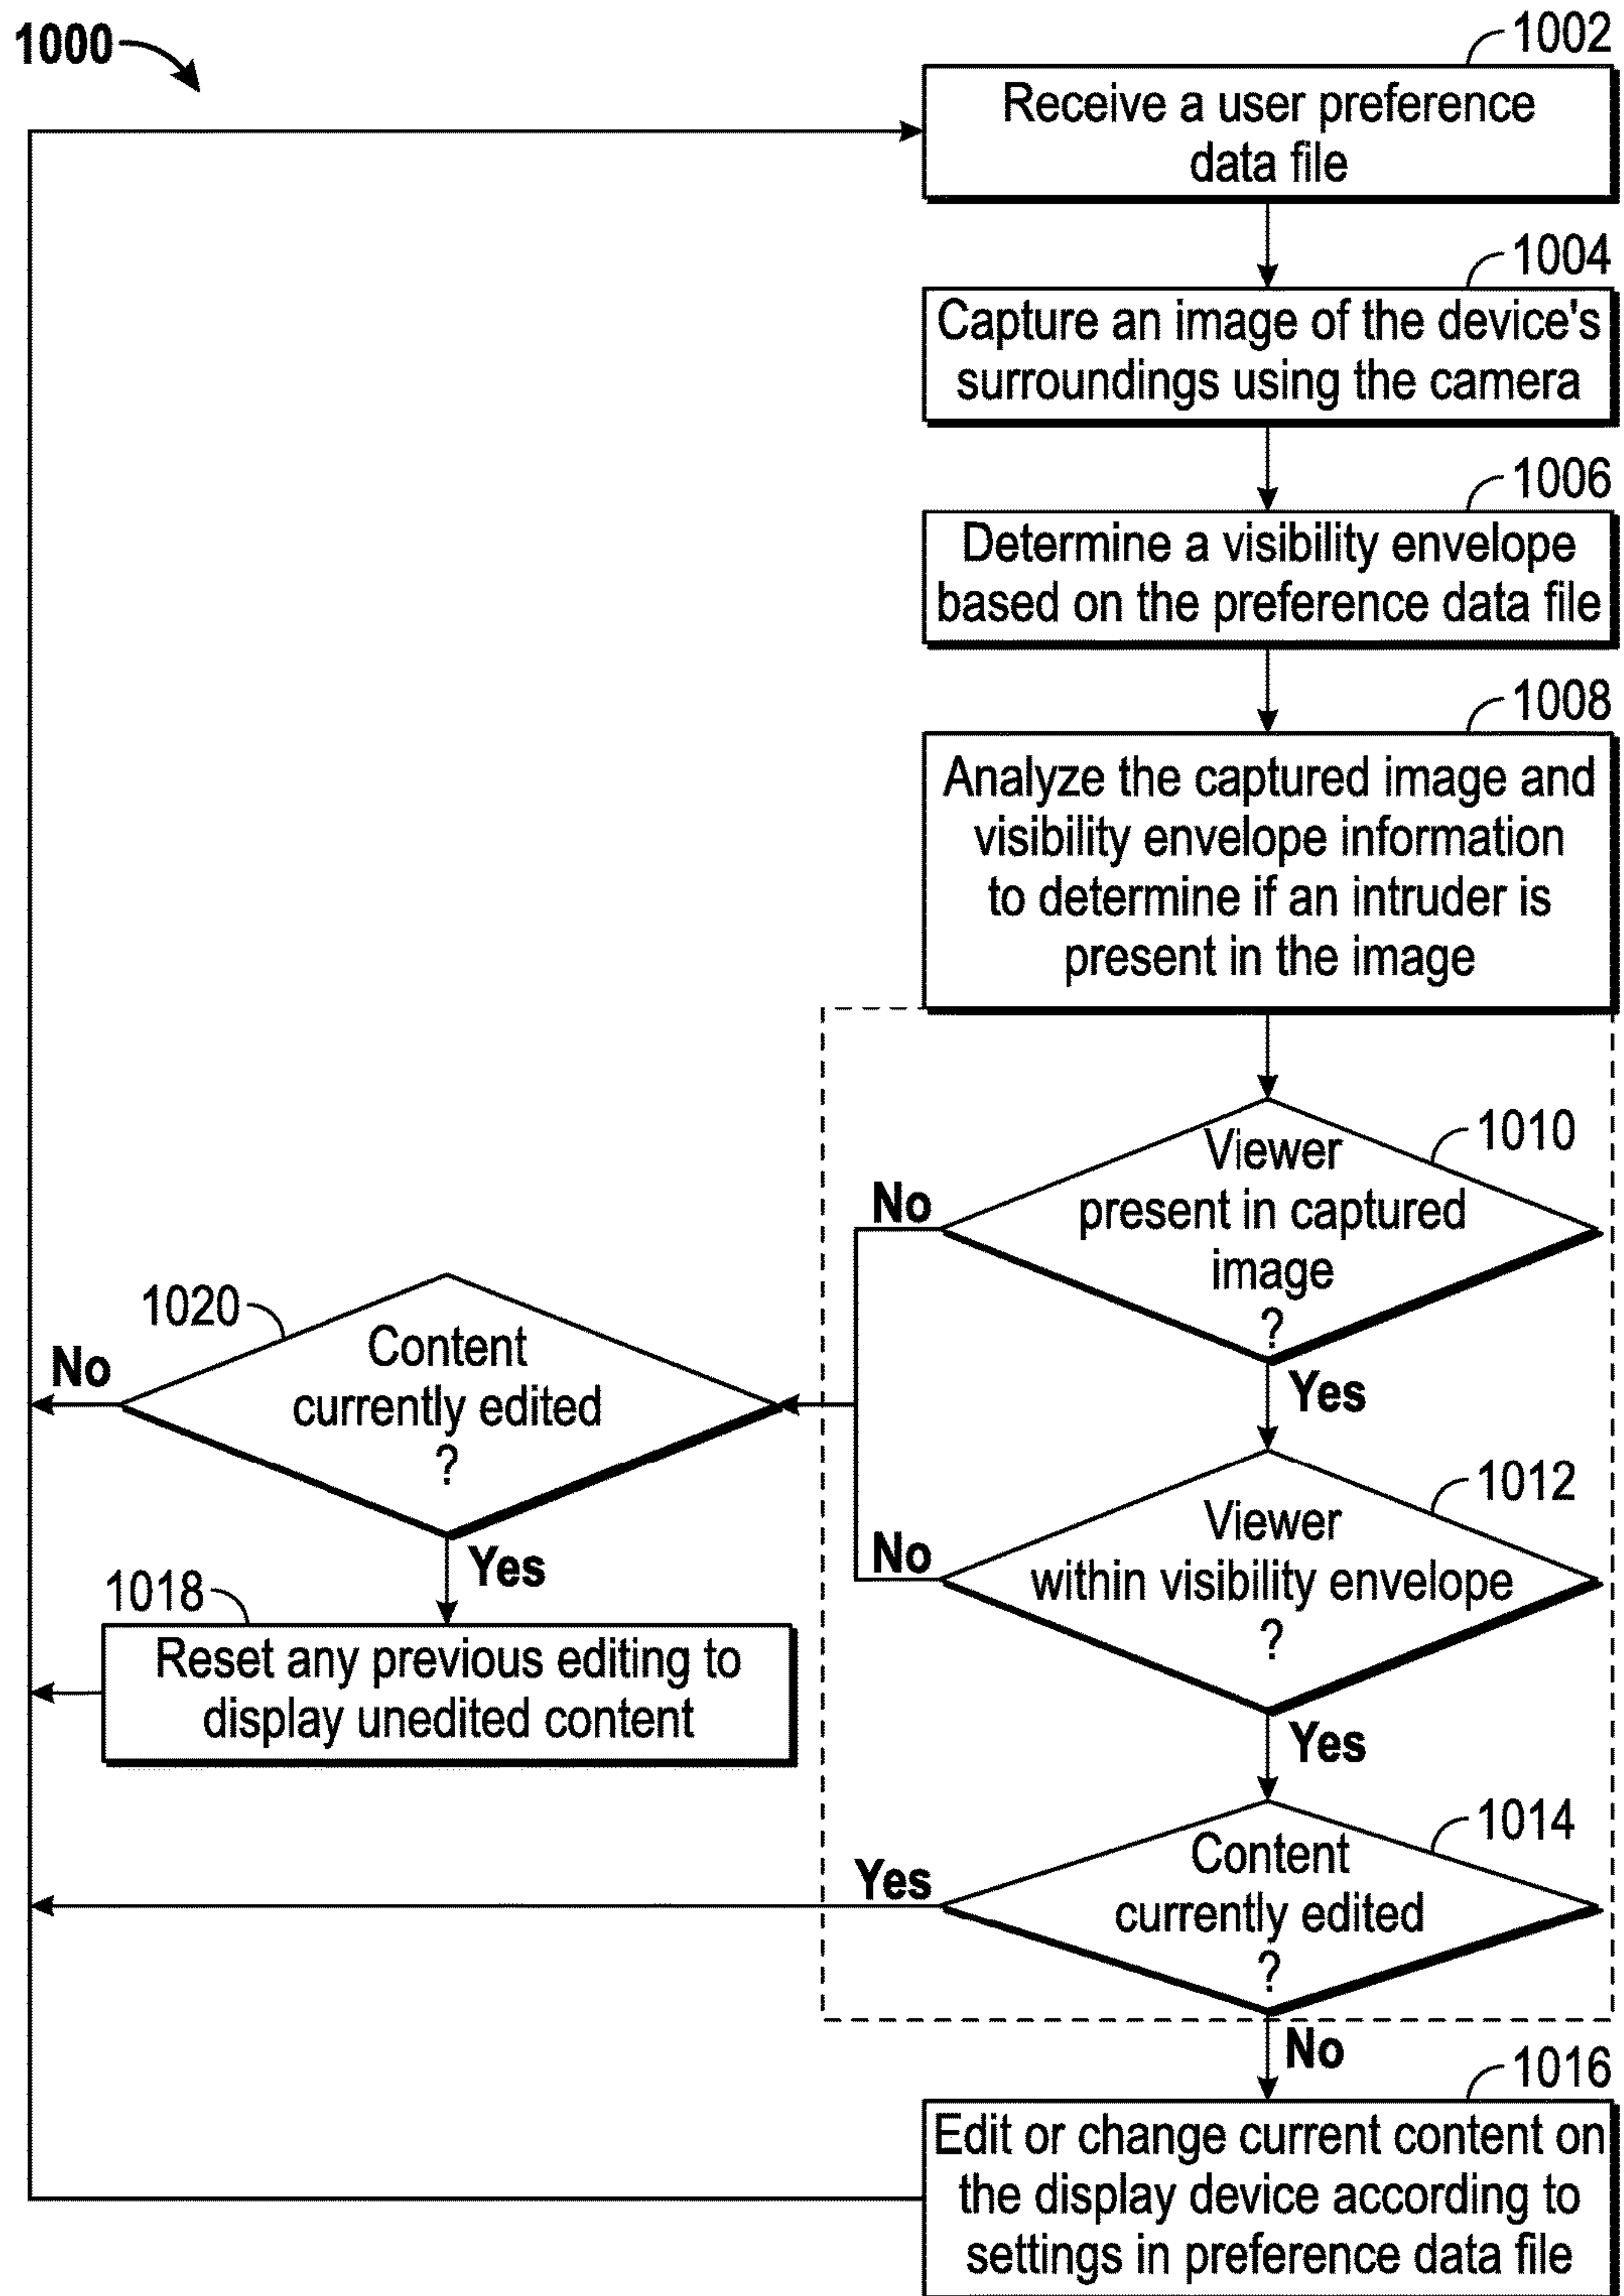 1000
1002
Receive a user preference
data file
1004
Capture an image of the device's
surroundings using the camera
1006
Determine a visibility envelope
based on the preference data file
1008
Analyze the captured image and
visibility envelope information
to determine if an intruder is
present in the image
1010
Viewer
present in captured
image
?
No
Yes
1020
Content
currently edited
?
No
Yes
1012
Viewer
within visibility envelope
?
No
Yes
1018
Reset any previous editing to
display unedited content
1014
Content
currently edited
?
Yes
No
1016
Edit or change current content on
the display device according to
settings in preference data file